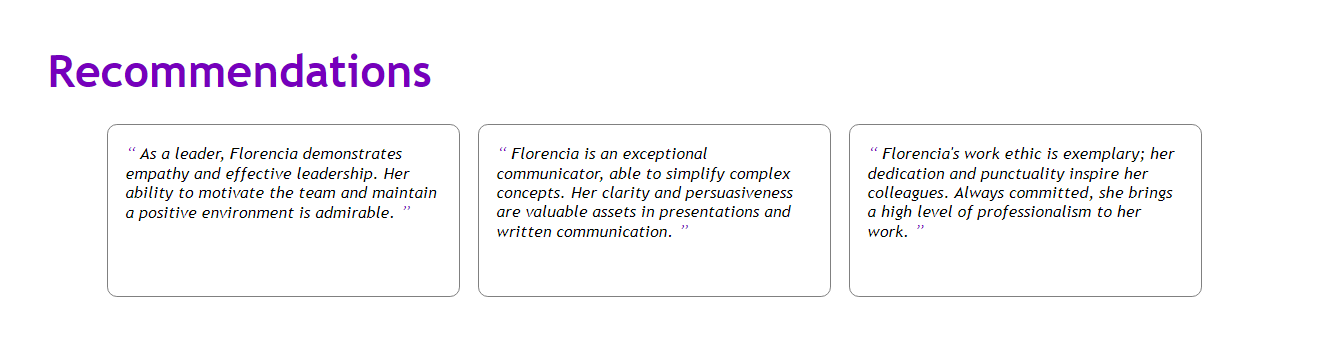 Recommendations
“ As a leader, Florencia demonstrates
empathy and effective leadership. Her
ability to motivate the team and maintain
a positive environment is admirable. ”
“ Florencia is an exceptional
communicator, able to simplify complex
concepts. Her clarity and persuasiveness
are valuable assets in presentations and
written communication. ”
“ Florencia's work ethic is exemplary; her
dedication and punctuality inspire her
colleagues. Always committed, she brings
a high level of professionalism to her
work. ”